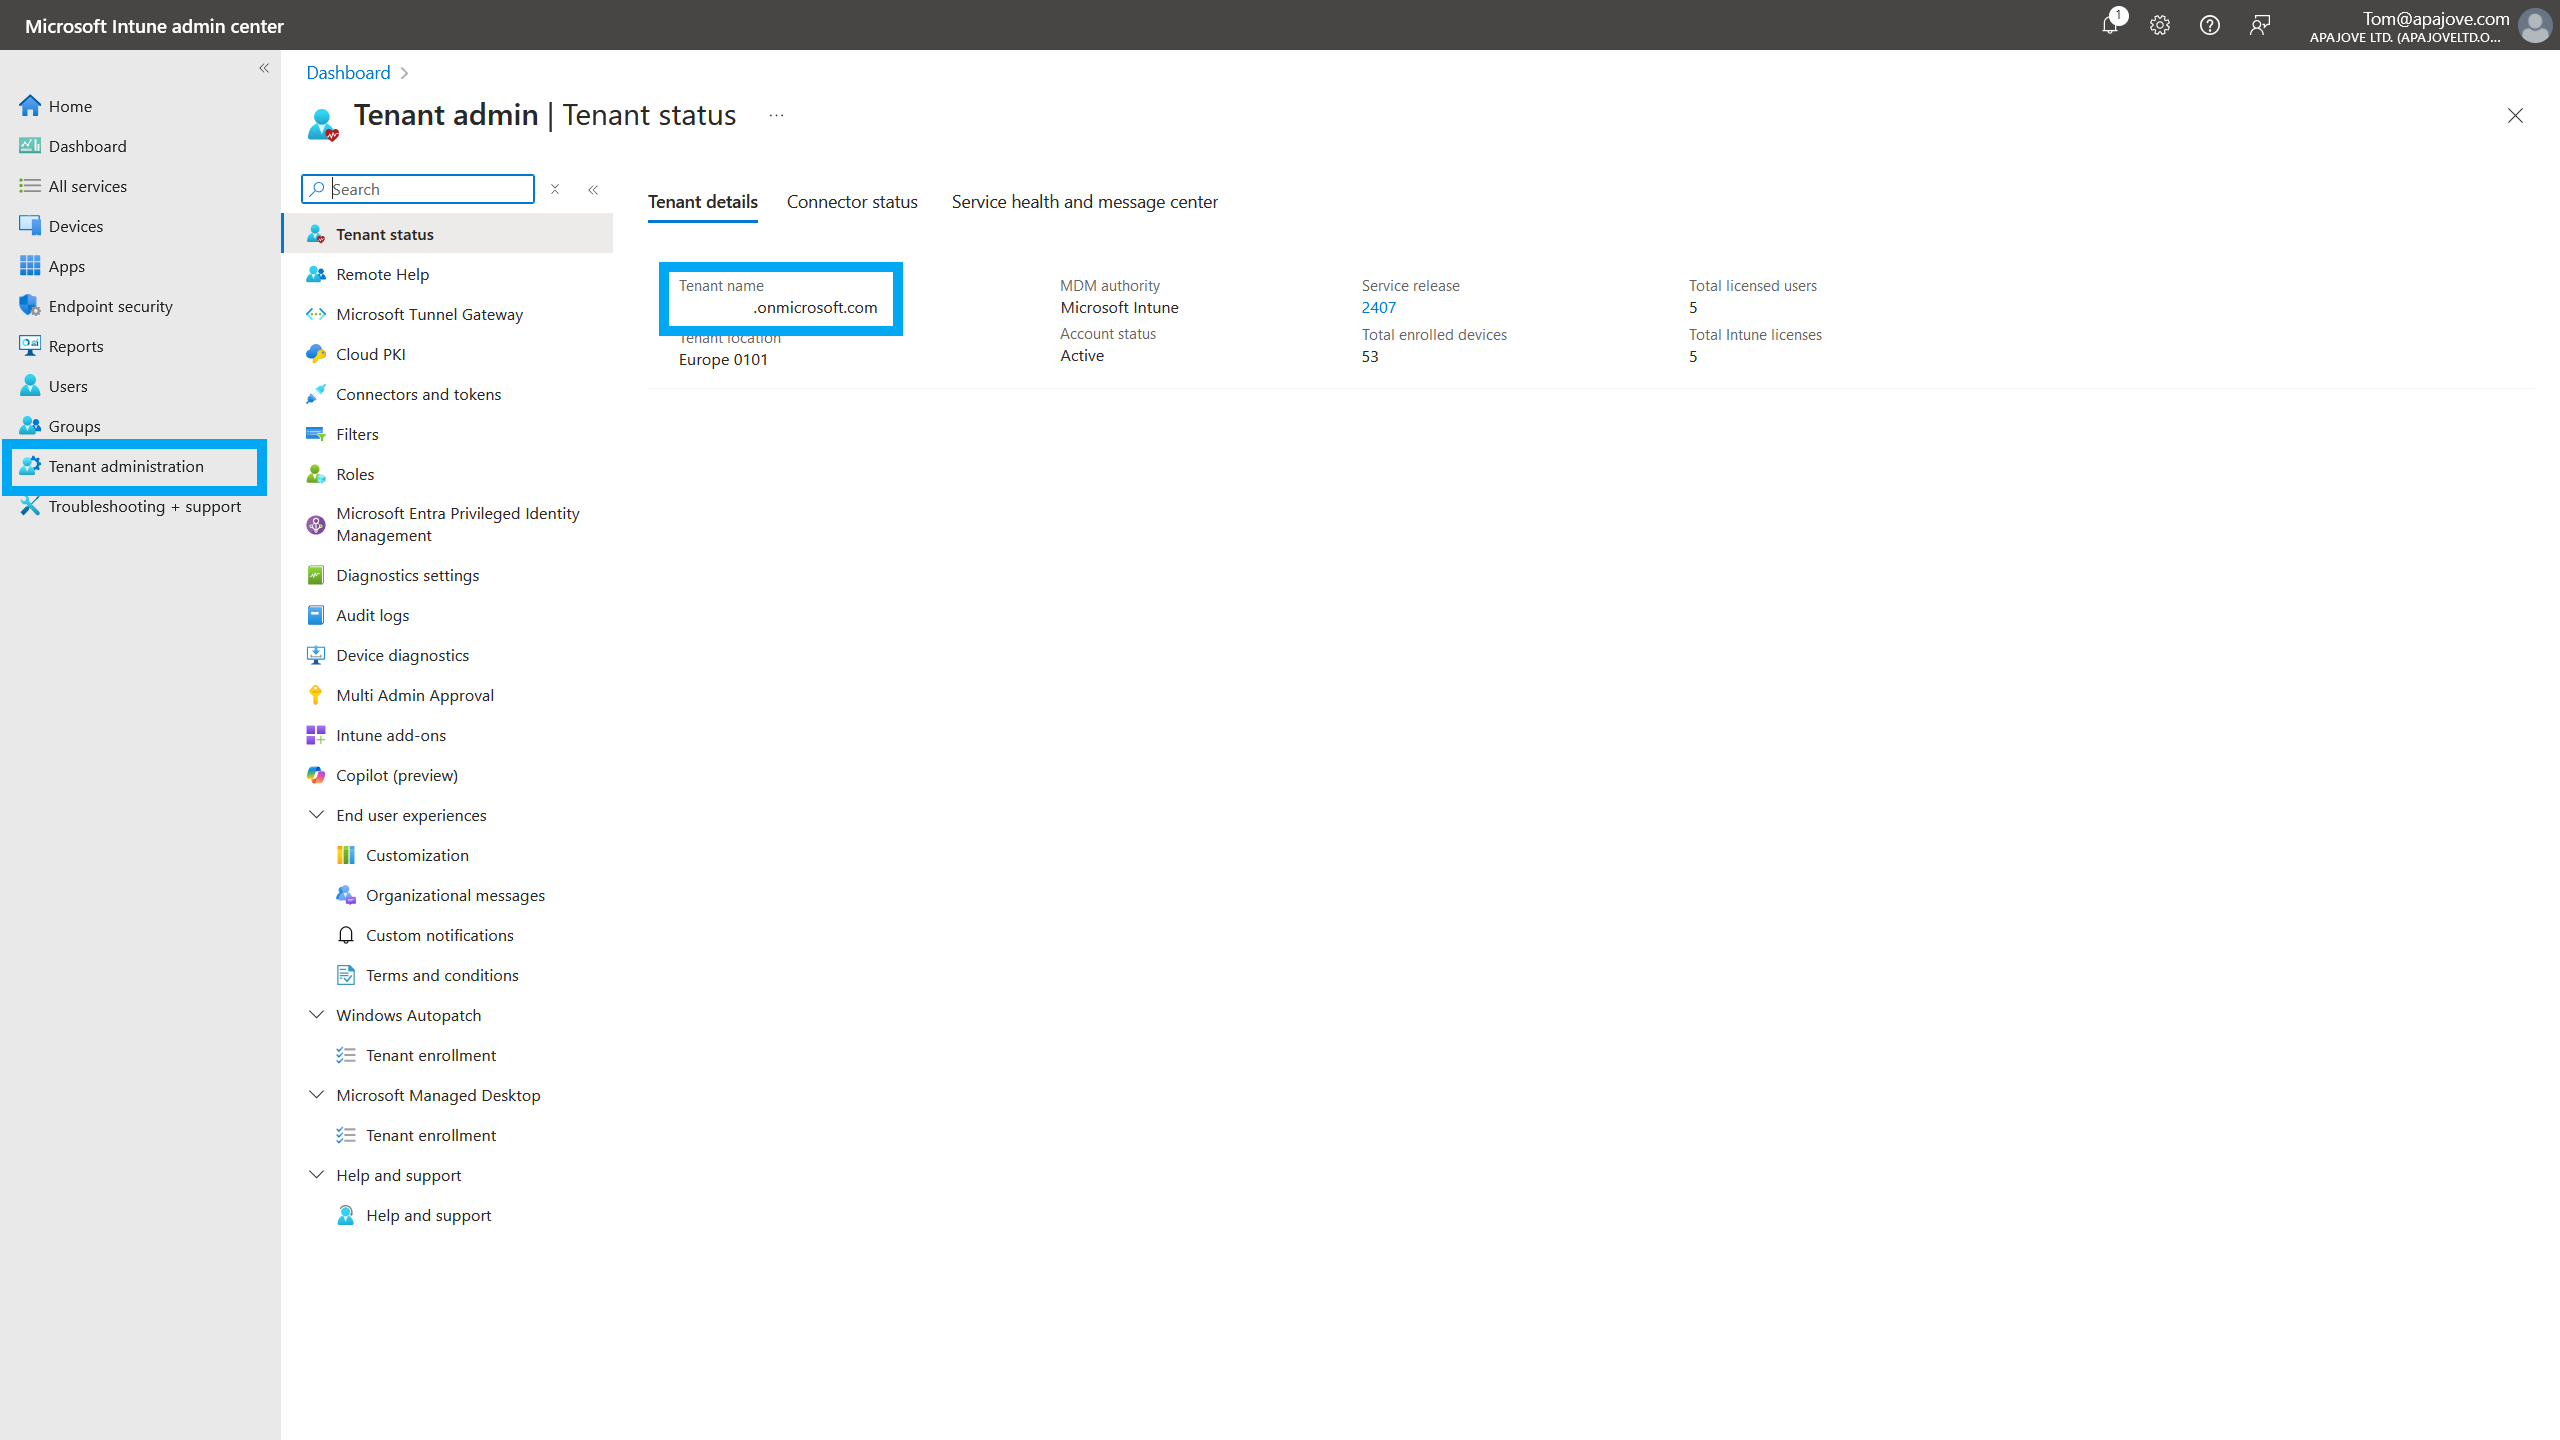 Microsoft Intune admin center
1
Tom@apajove.com
APAJOVE LTD. (APAJOVELTD.O...
Home
Dashboard
All services
Devices
Apps
Endpoint security
Reports
Users
Groups
Tenant administration
Troubleshooting + support
Dashboard
Tenant admin | Tenant status
...
Search
Tenant status
Remote Help
Microsoft Tunnel Gateway
Cloud PKI
Connectors and tokens
Filters
Roles
Microsoft Entra Privileged Identity
Management
Diagnostics settings
Audit logs
Device diagnostics
Multi Admin Approval
Intune add-ons
Copilot (preview)
End user experiences
Customization
Organizational messages
Custom notifications
Terms and conditions
Windows Autopatch
Tenant enrollment
Microsoft Managed Desktop
Tenant enrollment
Help and support
Help and support
Tenant details
Connector status
Service health and message center
Tenant name
.onmicrosoft.com
Tenant location
Europe 0101
MDM authority
Microsoft Intune
Account status
Active
Service release
2407
Total enrolled devices
53
Total licensed users
5
Total Intune licenses
5